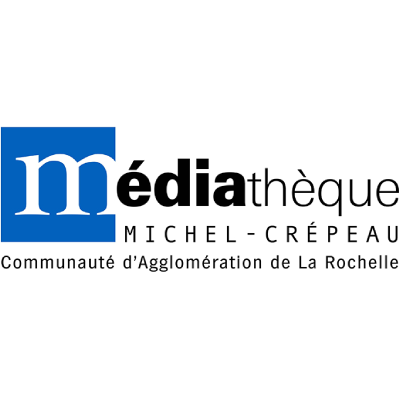 médiathèque
MICHEL-CRÉPEAU
Communauté d'Agglomération de La Rochelle